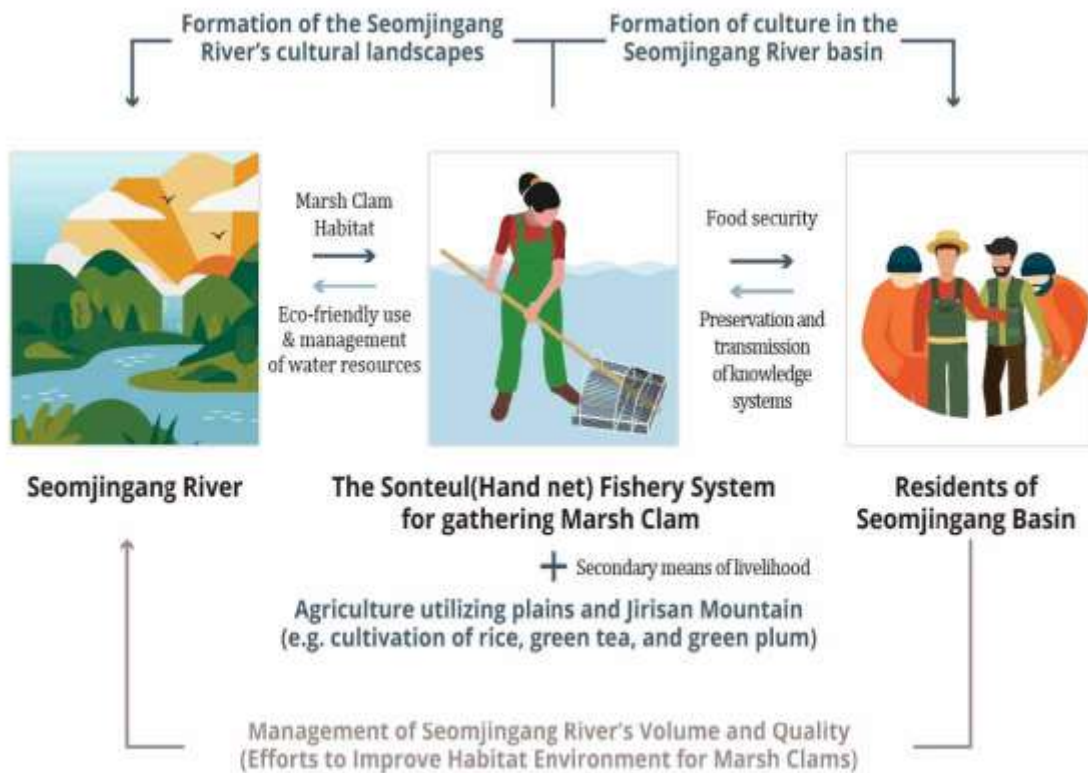 Formation of the Seomjingang
River's cultural landscapes
Formation of culture in the
Seomjingang River basin
Marsh Clam
Habitat
Eco-friendly use
& management
of water resources
Food security
Preservation and
transmission
of knowledge
systems
Seomjingang River
The Sonteul(Hand net) Fishery System
for gathering Marsh Clam
Residents of
Seomjingang Basin
+ Secondary means of livelihood
Agriculture utilizing plains and Jirisan Mountain
(e.g. cultivation of rice, green tea, and green plum)
Management of Seomjingang River's Volume and Quality
(Efforts to Improve Habitat Environment for Marsh Clams)